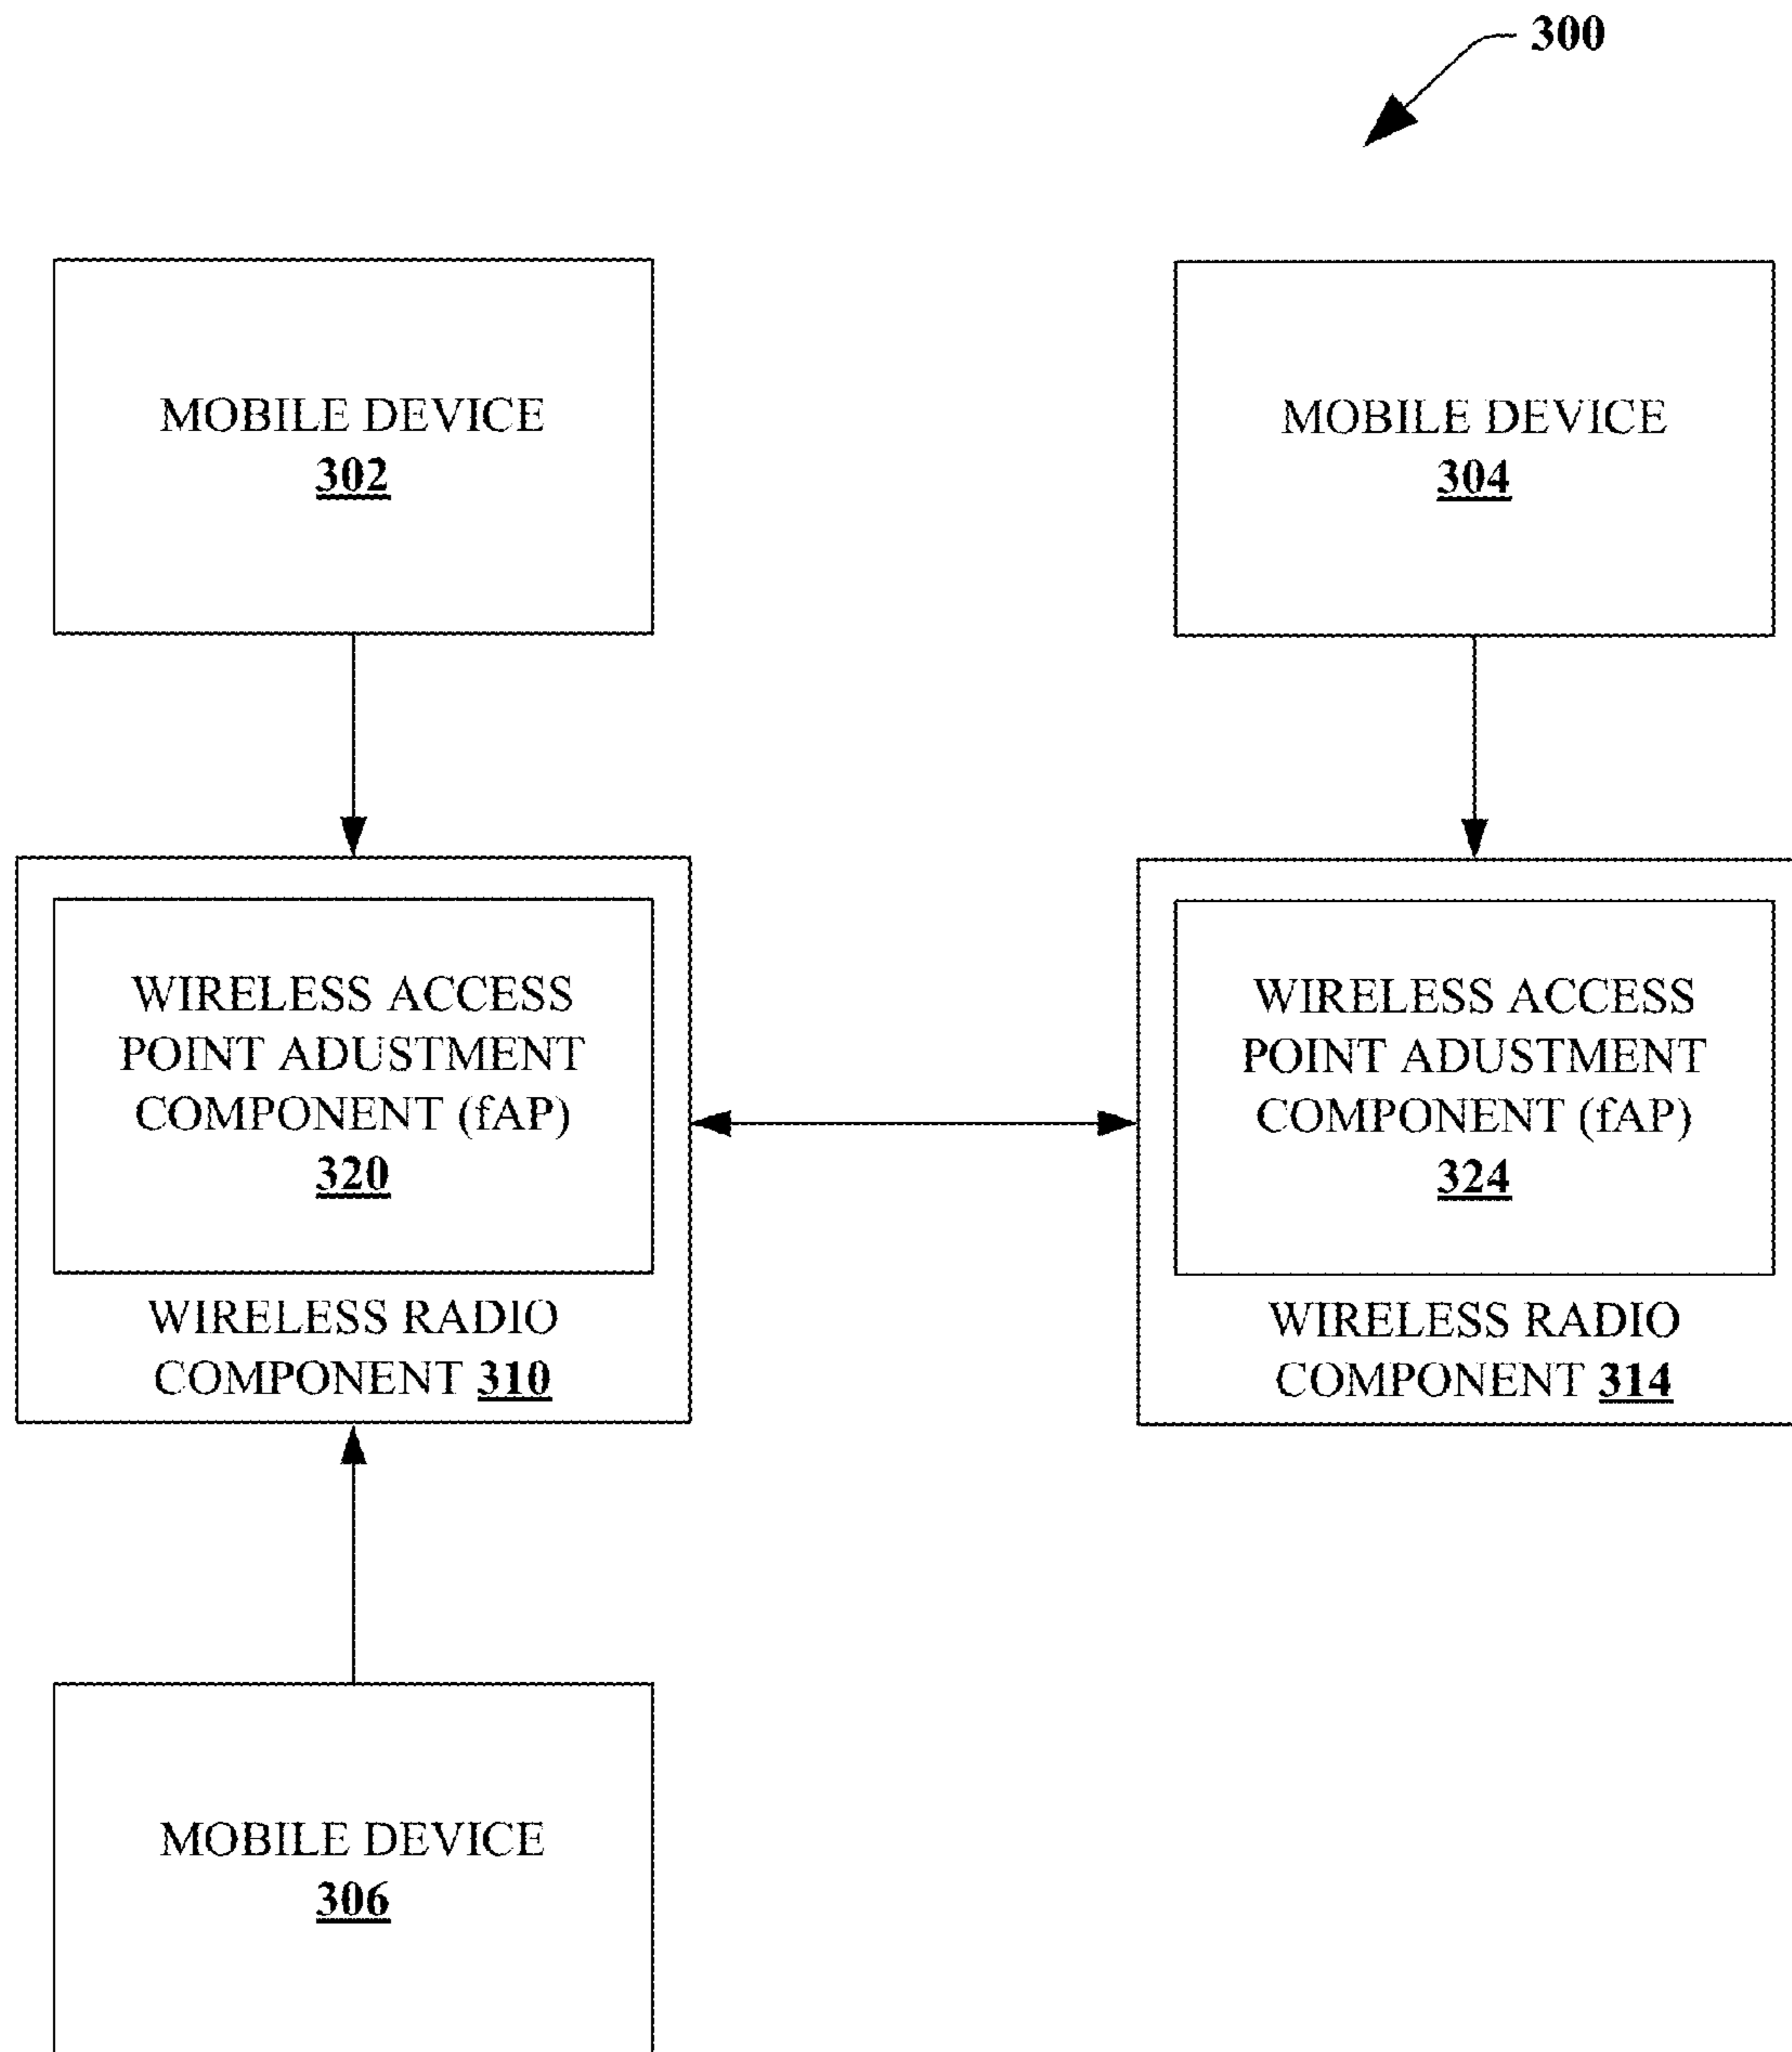 300
MOBILE DEVICE
302
MOBILE DEVICE
304
WIRELESS ACCESS
POINT ADUSTMENT
COMPONENT (fAP)
320
WIRELESS RADIO
COMPONENT 310
WIRELESS ACCESS
POINT ADUSTMENT
COMPONENT (fAP)
324
WIRELESS RADIO
COMPONENT 314
MOBILE DEVICE
306